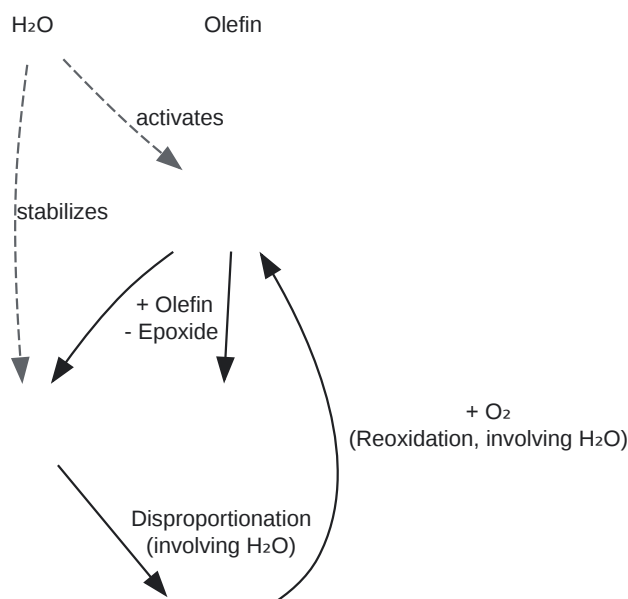 H₂O
Olefin
activates
stabilizes
+ Olefin
- Epoxide
+ O₂
(Reoxidation, involving H₂O)
Disproportionation
(involving H₂O)